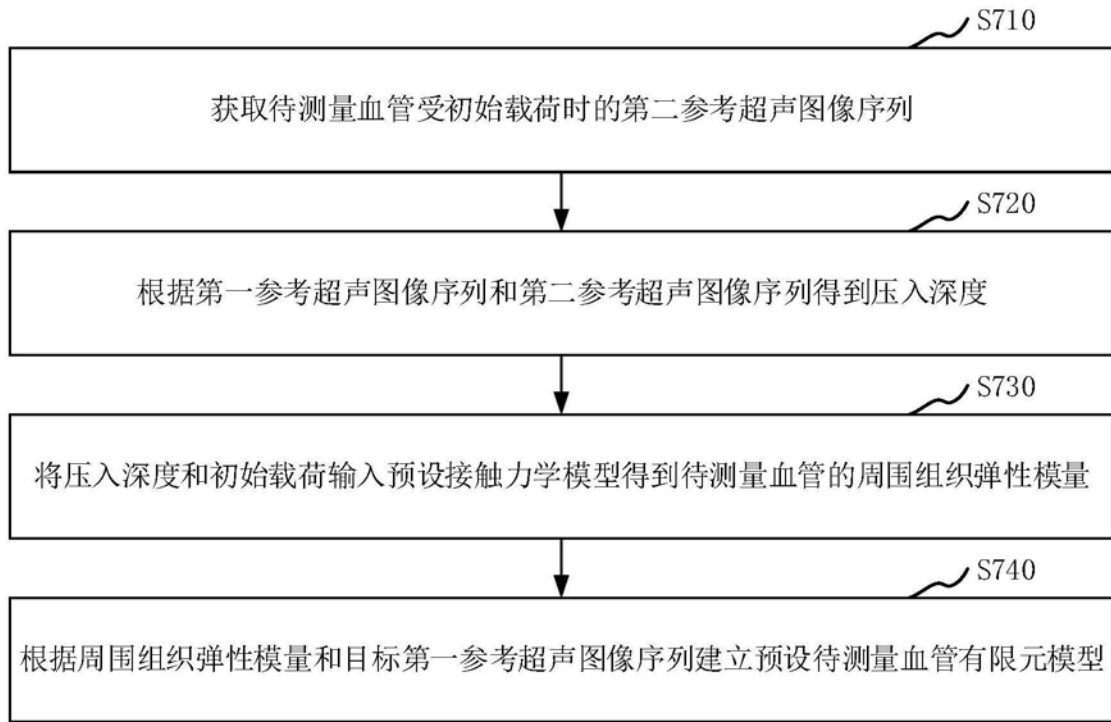 S710
获取待测量血管受初始载荷时的第二参考超声图像序列
S720
根据第一参考超声图像序列和第二参考超声图像序列得到压入深度
S730
将压入深度和初始载荷输入预设接触力学模型得到待测量血管的周围组织弹性模量
S740
根据周围组织弹性模量和目标第一参考超声图像序列建立预设待测量血管有限元模型